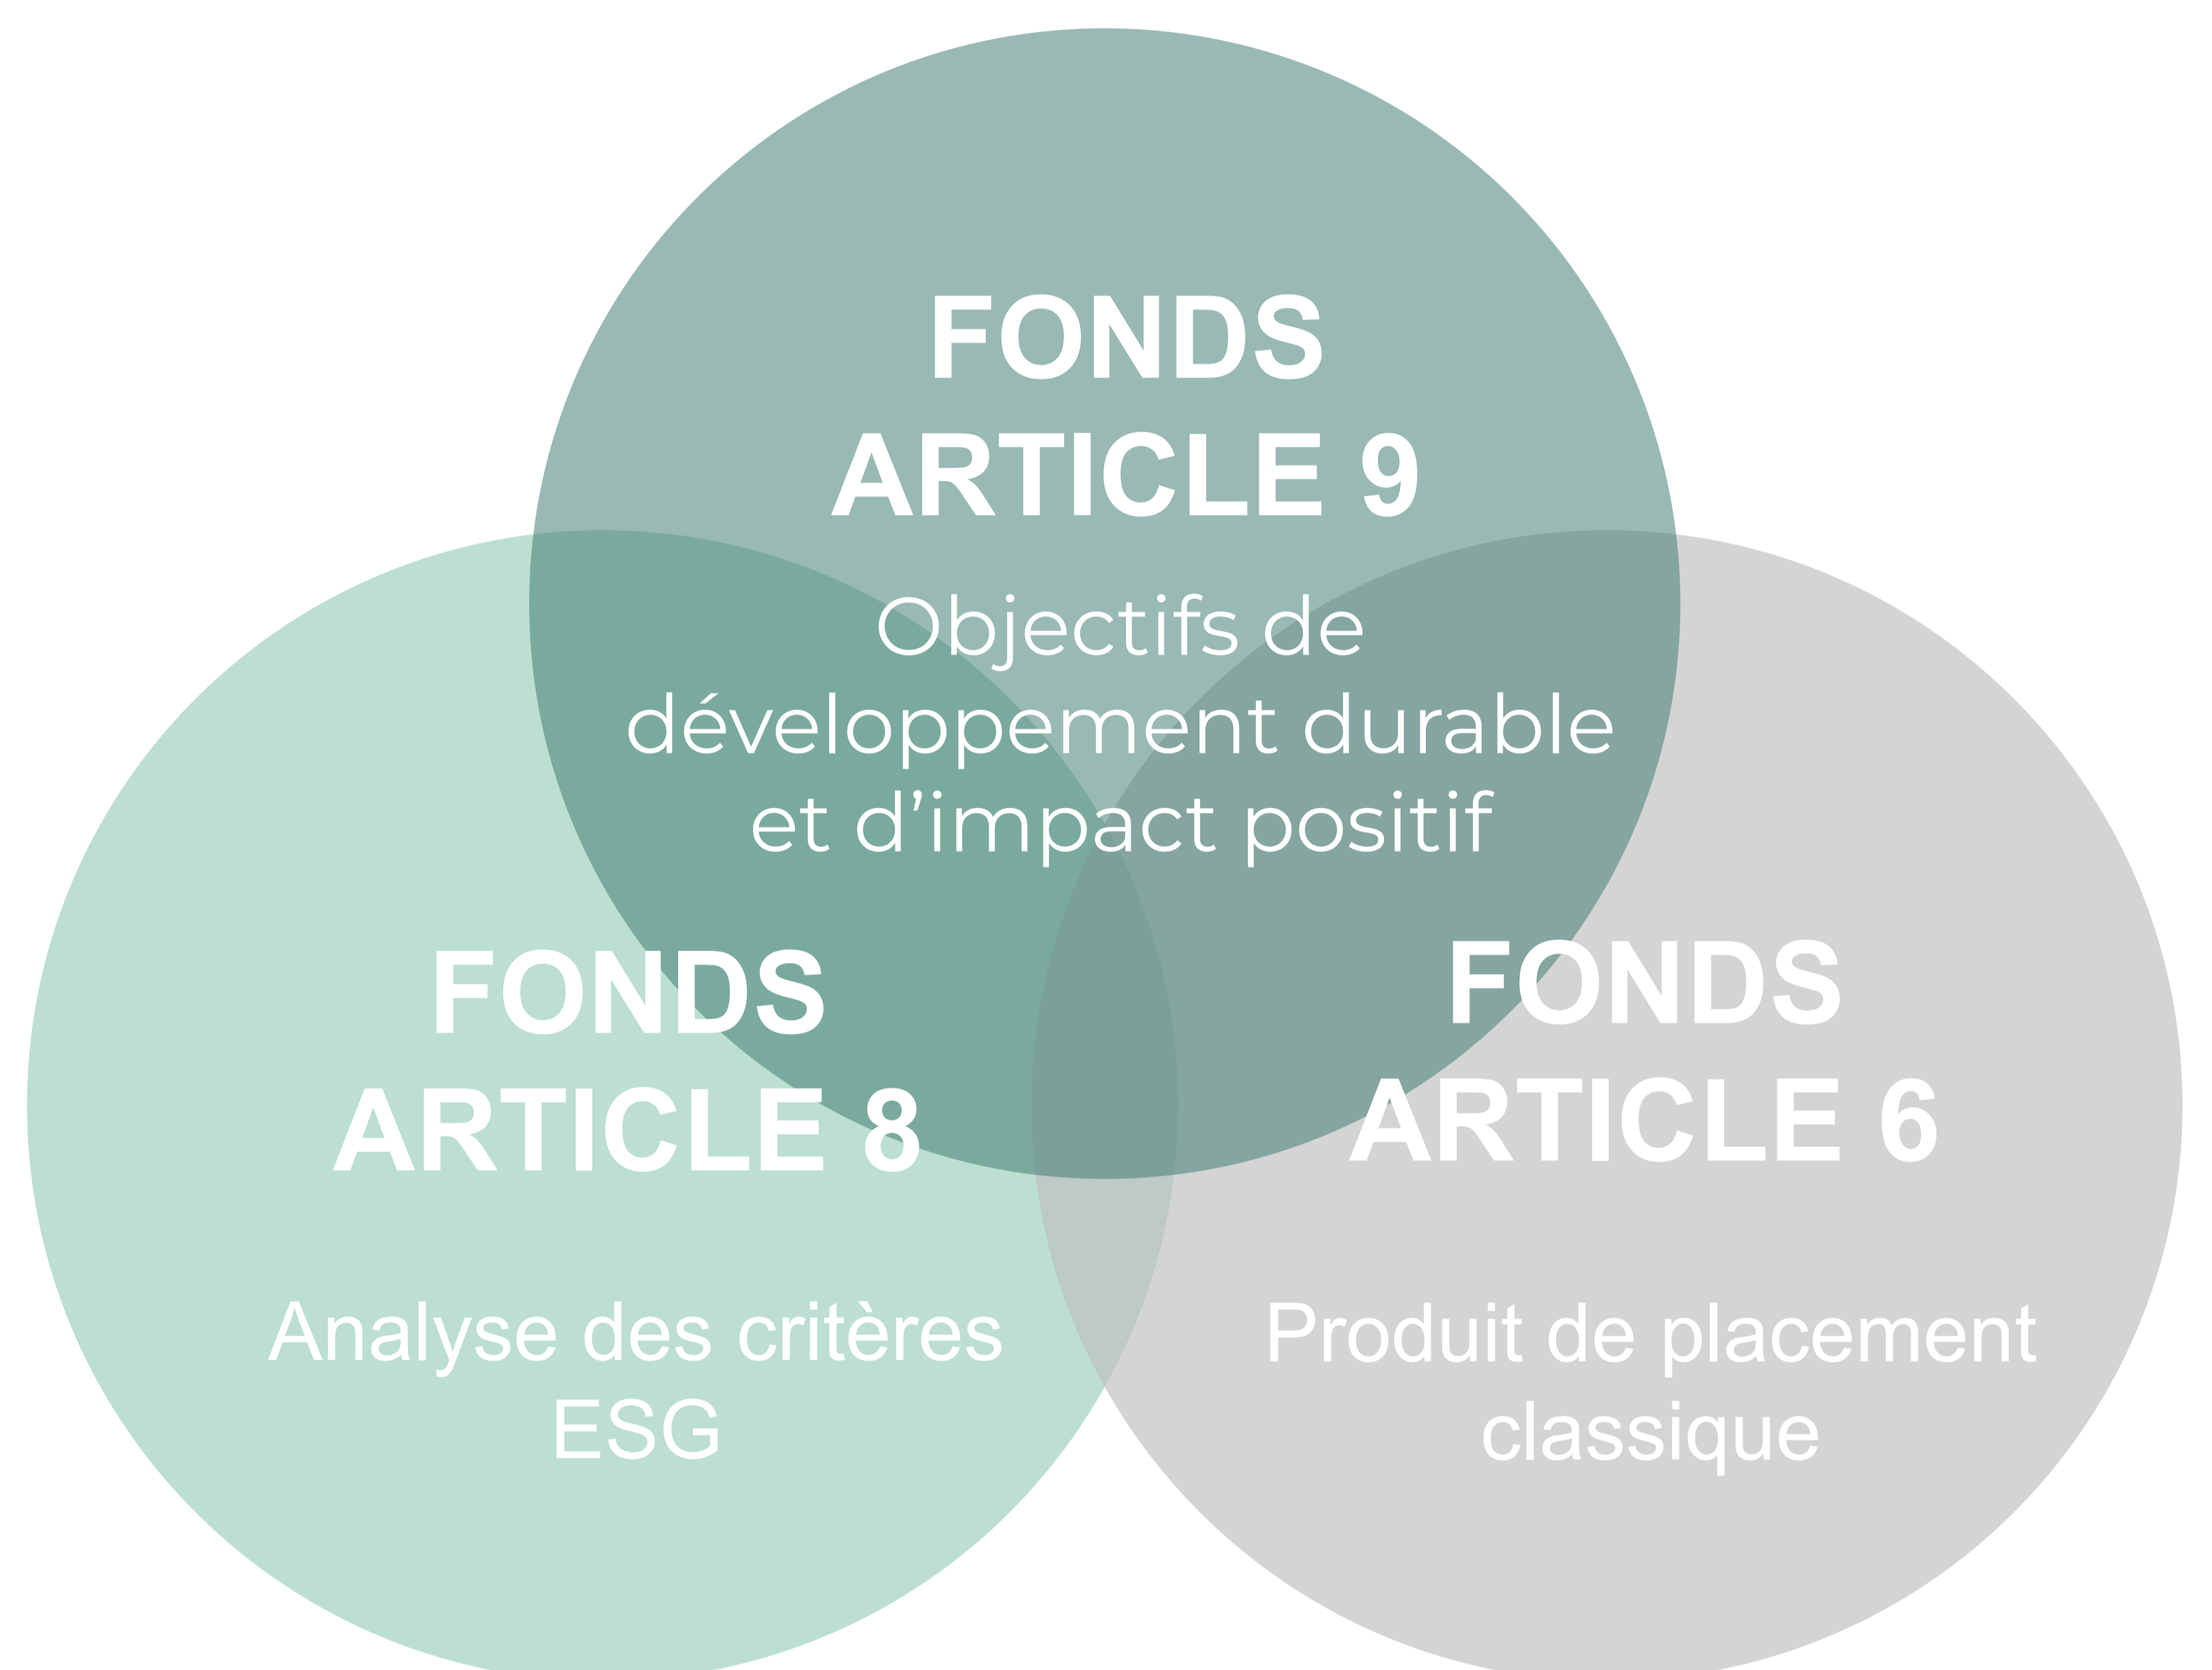 FONDS
ARTICLE 9
Objectifs de
développement durable
et d'impact positif
FONDS
ARTICLE 8
Analyse des critères
ESG
FONDS
ARTICLE 6
Produit de placement
classique